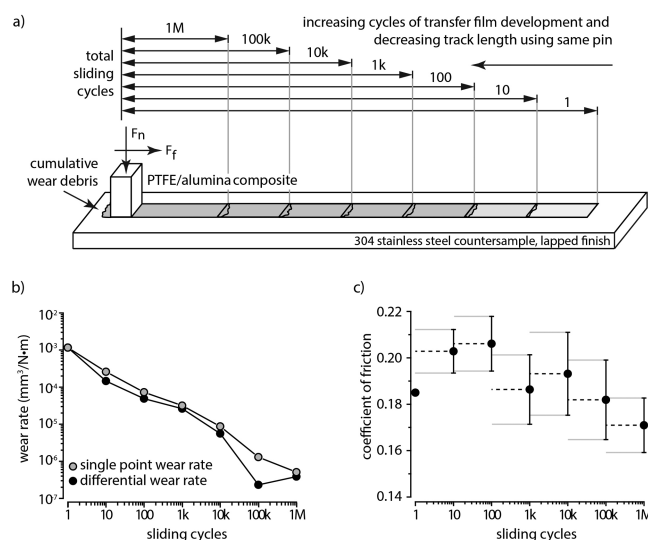 a)
increasing cycles of transfer film development and
decreasing track length using same pin
1M
100k
10k
1k
100
10
1
total
sliding
cycles
Fn
Ff
cumulative
wear debris
PTFE/alumina composite
304 stainless steel countersample, lapped finish
b)
wear rate (mm³/N•m)
10²
10³
10⁴
10⁵
10⁶
10⁷
single point wear rate
differential wear rate
1 10 100 1k 10k 100k 1M
sliding cycles
c)
coefficient of friction
0.22
0.20
0.18
0.16
0.14
1 10 100 1k 10k 100k 1M
sliding cycles